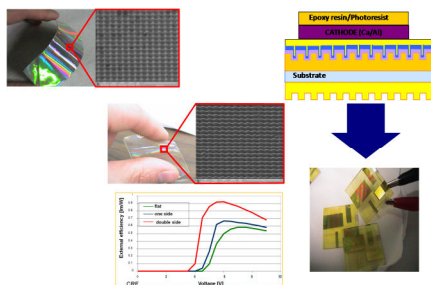 Epoxy resin/Photoresist
CATHODE (Ca/Al)
Substrate
External efficiency [lm/W]
flat
one side
double side
Voltage [V]